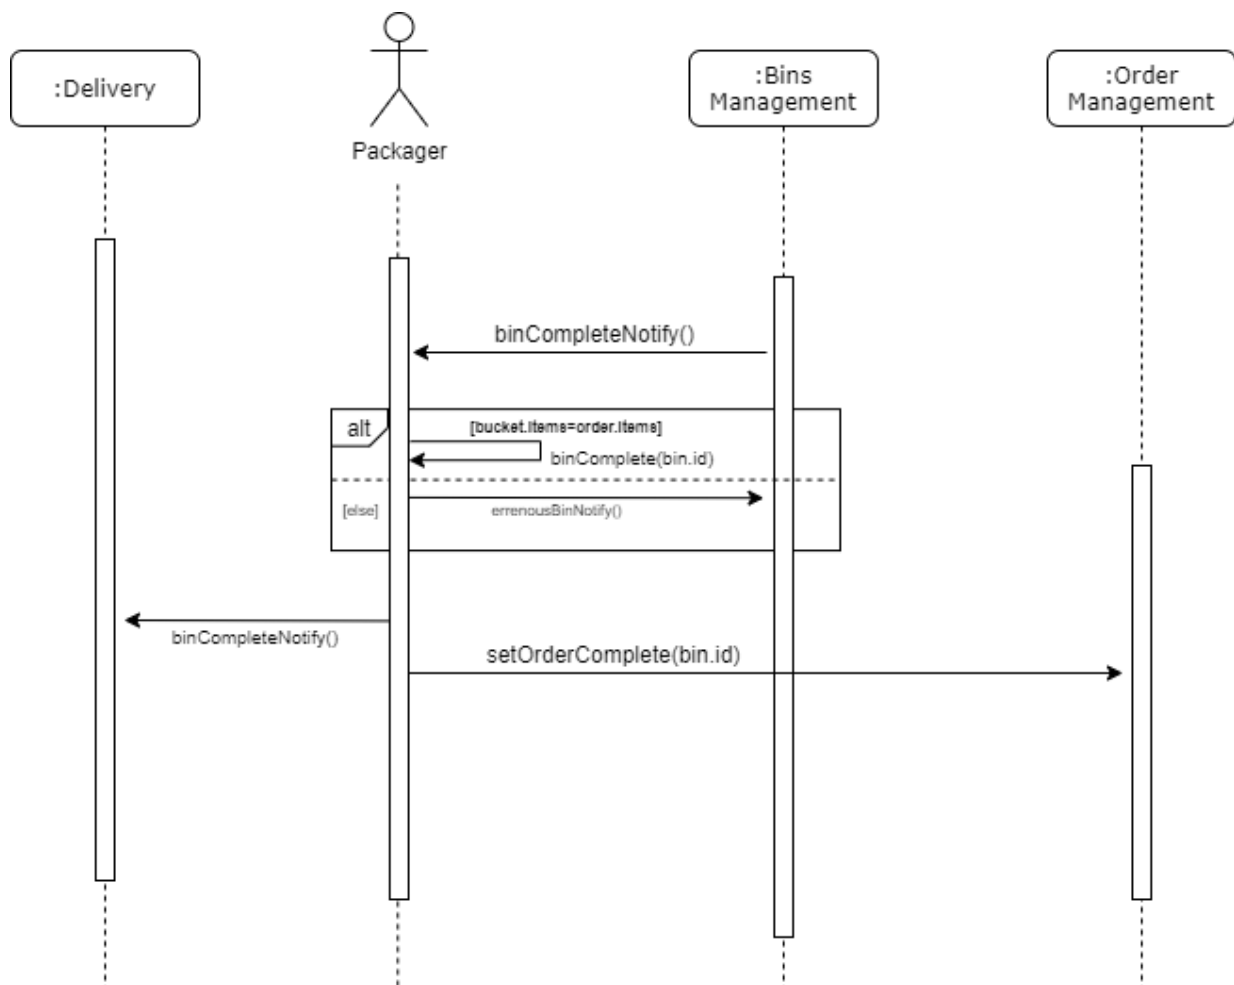 :Delivery
Packager
:Bins
Management
:Order
Management
binCompleteNotify()
alt
[bucket.Items=order.Items]
binComplete(bin.id)
[else]
errenousBinNotify()
binCompleteNotify()
setOrderComplete(bin.id)